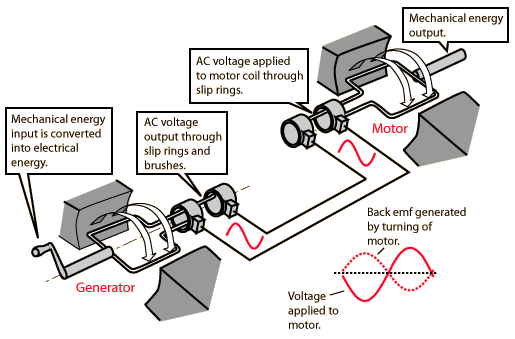 Mechanical energy
output.
AC voltage applied
to motor coil through
slip rings.
Motor
Mechanical energy
input is converted
into electrical
energy.
AC voltage
output through
slip rings and
brushes.
Generator
Back emf generated
by turning of
motor.
Voltage
applied to
motor.